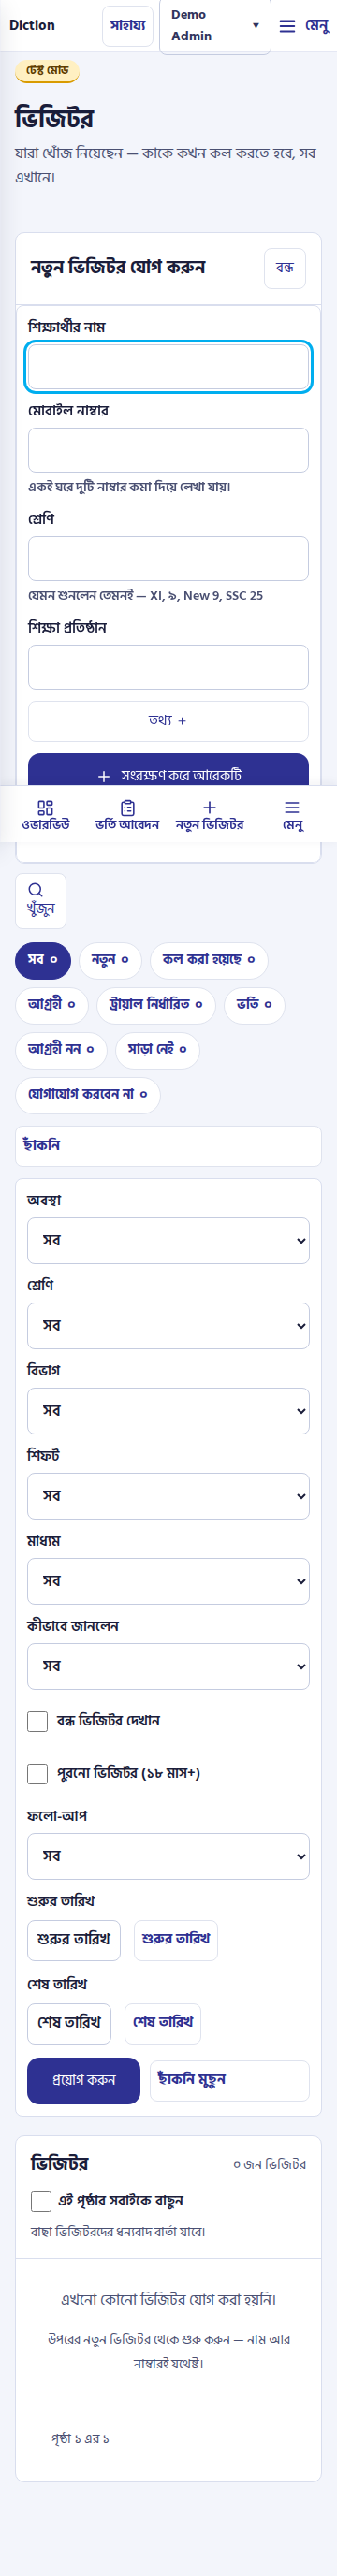 Diction
সাহায্য
Demo
Admin
মেনু
টেস্ট মোড
ভিজিটর
যারা খোঁজ নিয়েছেন — কাকে কখন কল করতে হবে, সব
এখানে।
নতুন ভিজিটর যোগ করুন
বন্ধ
শিক্ষার্থীর নাম
মোবাইল নাম্বার
একই ঘরে দুটি নাম্বার কমা দিয়ে লেখা যায়।
শ্রেণি
যেমন শুনলেন তেমনই — XI, ৯, New 9, SSC 25
শিক্ষা প্রতিষ্ঠান
তথ্য +
+ সংরক্ষণ করে আরেকটি
ওভারভিউ
ভর্তি আবেদন
নতুন ভিজিটর
মেনু
খুঁজুন
সব ০
নতুন ০
কল করা হয়েছে ০
আগ্রহী ০
ট্রায়াল নির্ধারিত ০
ভর্তি ০
আগ্রহী নন ০
সাড়া নেই ০
যোগাযোগ করবেন না ০
ছাঁকনি
অবস্থা
সব
শ্রেণি
সব
বিভাগ
সব
শিফট
সব
মাধ্যম
সব
কীভাবে জানলেন
সব
বন্ধ ভিজিটর দেখান
পুরনো ভিজিটর (১৮ মাস+)
ফলো-আপ
সব
শুরুর তারিখ
শুরুর তারিখ
শুরুর তারিখ
শেষ তারিখ
শেষ তারিখ
শেষ তারিখ
প্রয়োগ করুন
ছাঁকনি মুছুন
ভিজিটর
০ জন ভিজিটর
এই পৃষ্ঠার সবাইকে বাছুন
বাছা ভিজিটরদের ধন্যবাদ বার্তা যাবে।
এখনো কোনো ভিজিটর যোগ করা হয়নি।
উপরের নতুন ভিজিটর থেকে শুরু করুন — নাম আর
নাম্বারই যথেষ্ট।
পৃষ্ঠা ১ এর ১